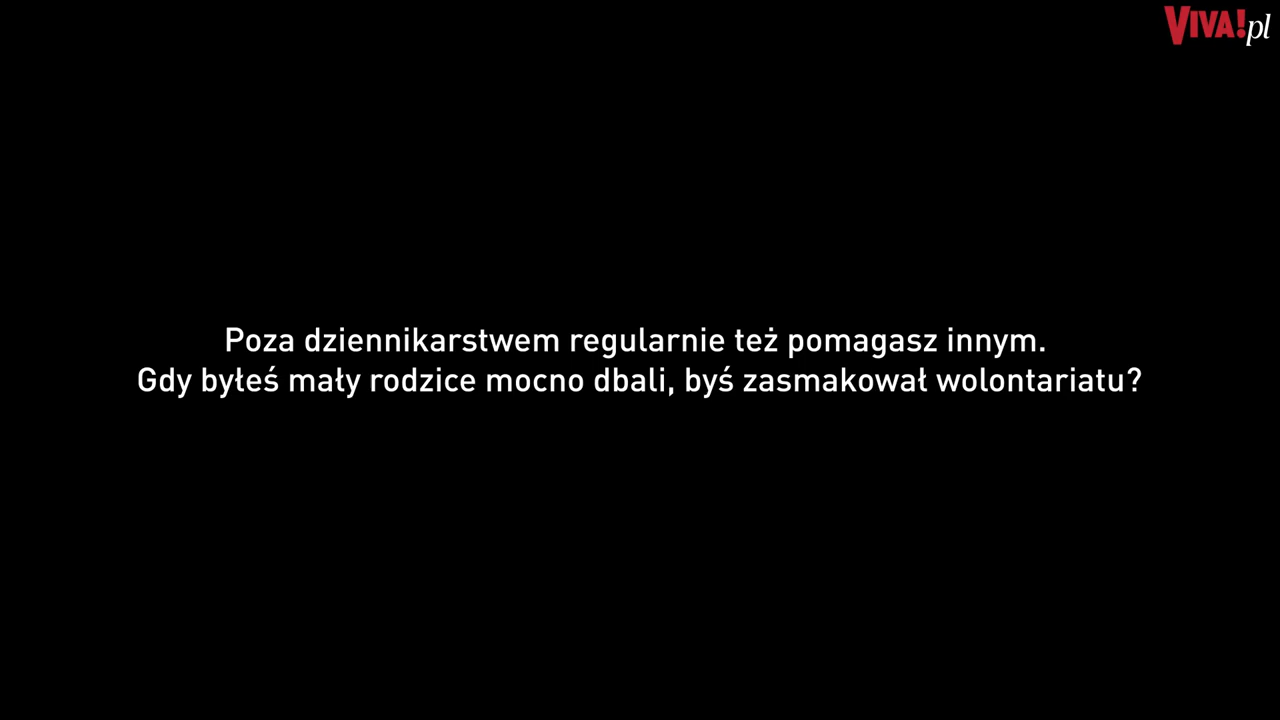 VIVA!pl
Poza dziennikarstwem regularnie też pomagasz innym.
Gdy byłeś mały rodzice mocno dbali, byś zasmakował wolontariatu?